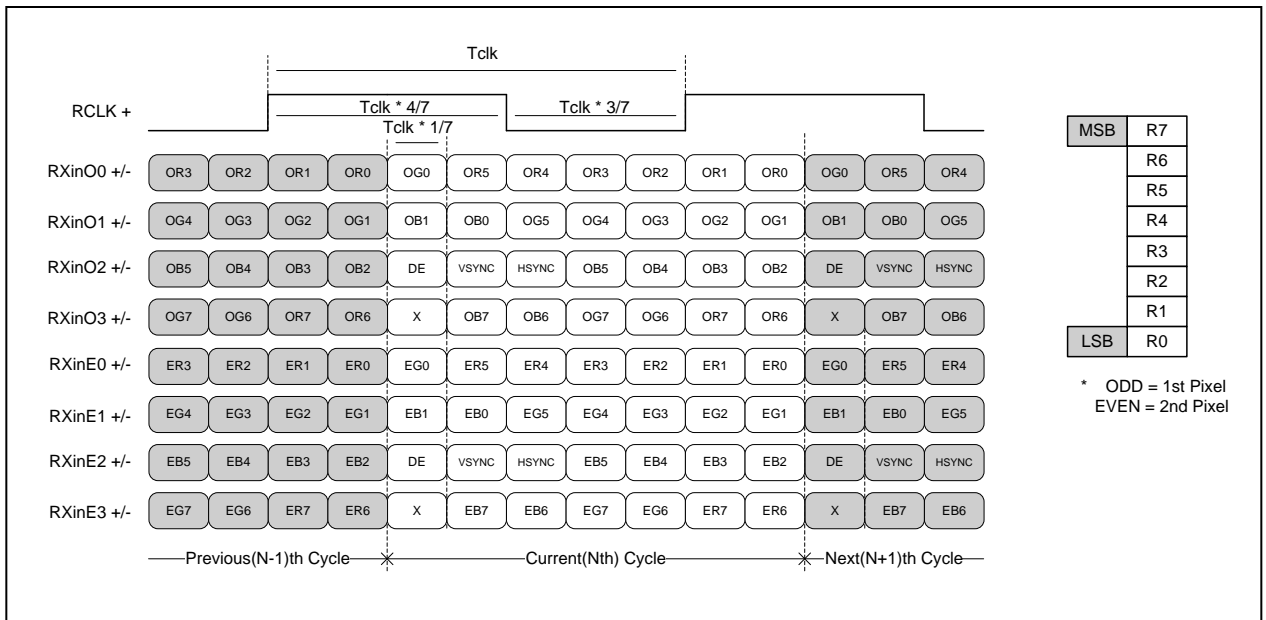 Tclk
RCLK +
Tclk * 4/7
Tclk * 3/7
Tclk * 1/7
RXinO0 +/- OR3 OR2 OR1 OR0 OG0 OR5 OR4 OR3 OR2 OR1 OR0 OG0 OR5 OR4
RXinO1 +/- OG4 OG3 OG2 OG1 OB1 OB0 OG5 OG4 OG3 OG2 OG1 OB1 OB0 OG5
RXinO2 +/- OB5 OB4 OB3 OB2 DE VSYNC HSYNC OB5 OB4 OB3 OB2 DE VSYNC HSYNC
RXinO3 +/- OG7 OG6 OR7 OR6 X OB7 OB6 OG7 OG6 OR7 OR6 X OB7 OB6
RXinE0 +/- ER3 ER2 ER1 ER0 EG0 ER5 ER4 ER3 ER2 ER1 ER0 EG0 ER5 ER4
RXinE1 +/- EG4 EG3 EG2 EG1 EB1 EB0 EG5 EG4 EG3 EG2 EG1 EB1 EB0 EG5
RXinE2 +/- EB5 EB4 EB3 EB2 DE VSYNC HSYNC EB5 EB4 EB3 EB2 DE VSYNC HSYNC
RXinE3 +/- EG7 EG6 ER7 ER6 X EB7 EB6 EG7 EG6 ER7 ER6 X EB7 EB6
Previous(N-1)th Cycle Current(Nth) Cycle Next(N+1)th Cycle
MSB R7
R6
R5
R4
R3
R2
R1
LSB R0
* ODD = 1st Pixel
EVEN = 2nd Pixel